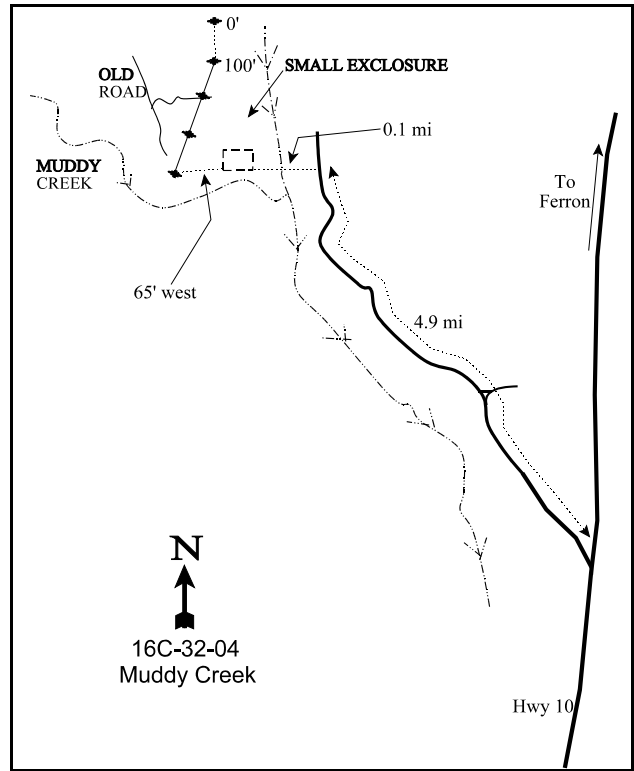 0'
100'
SMALL EXCLOSURE
OLD
ROAD
0.1 mi
MUDDY
CREEK
To
Ferron
65' west
4.9 mi
N
16C-32-04
Muddy Creek
Hwy 10